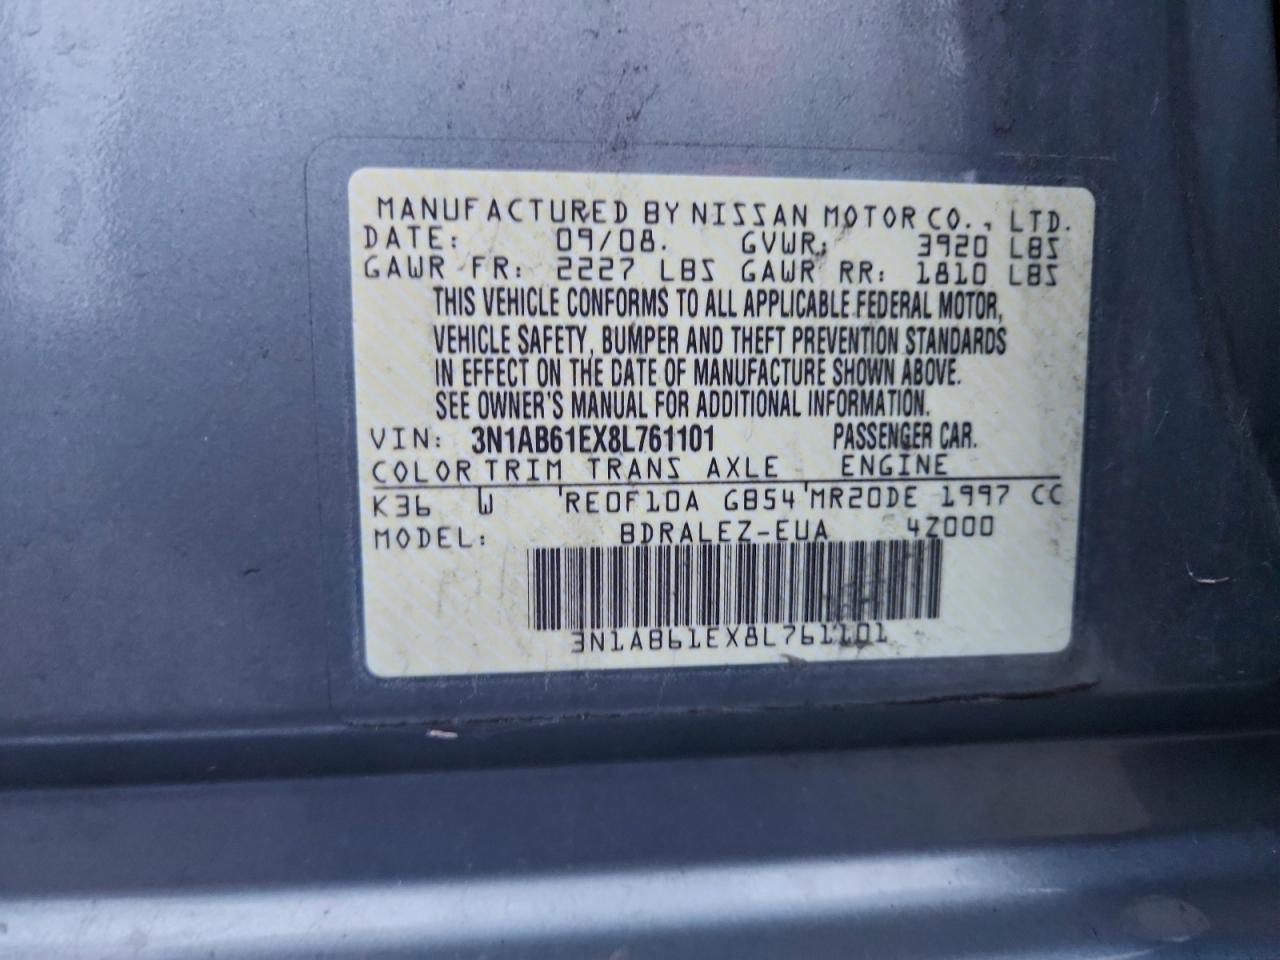 MANUFACTURED BY NISSAN MOTOR CO., LTD.
DATE: 09/08. GVWR: 3920 LBS
GAWR FR: 2227 LBS GAWR RR: 1810 LBS
THIS VEHICLE CONFORMS TO ALL APPLICABLE FEDERAL MOTOR,
VEHICLE SAFETY, BUMPER AND THEFT PREVENTION STANDARDS
IN EFFECT ON THE DATE OF MANUFACTURE SHOWN ABOVE.
SEE OWNER'S MANUAL FOR ADDITIONAL INFORMATION.
VIN: 3N1AB61EX8L761101 PASSENGER CAR.
COLOR TRIM TRANS AXLE ENGINE
K36 W 'RE0F10A GB54 'MR20DE 1997 CC
MODEL: BDRALEZ-EUA 4Z000
3N1AB61EX8L761101